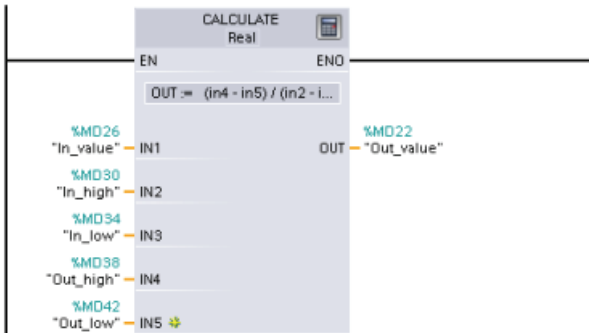 CALCULATE
Real
EN ENO
OUT := (in4 - in5) / (in2 - i...
%MD26 %MD22
"In_value" IN1 OUT "Out_value"
%MD30
"In_high" IN2
%MD34
"In_low" IN3
%MD38
"Out_high" IN4
%MD42
"Out_low" IN5